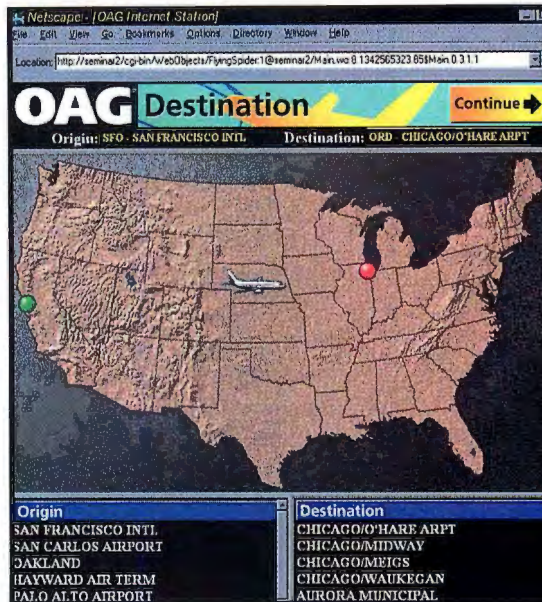 Netscape - [OAG Internet Station]
File Edit View Go Bookmarks Options Directory Window Help
Location: http://seminar2/cgi-bin/WebObjects/FlyingSpider:1@seminar2/Main.wo:8.1342565323.85$Main.0.3.1.1
OAG Destination Continue
Origin: SFO - SAN FRANCISCO INTL Destination: ORD - CHICAGO/O'HARE ARPT
Origin Destination
SAN FRANCISCO INTL CHICAGO/O'HARE ARPT
SAN CARLOS AIRPORT CHICAGO/MIDWAY
OAKLAND CHICAGO/MEIGS
HAYWARD AIR TERM CHICAGO/WAUKEGAN
PALO ALTO AIRPORT AURORA MUNICIPAL